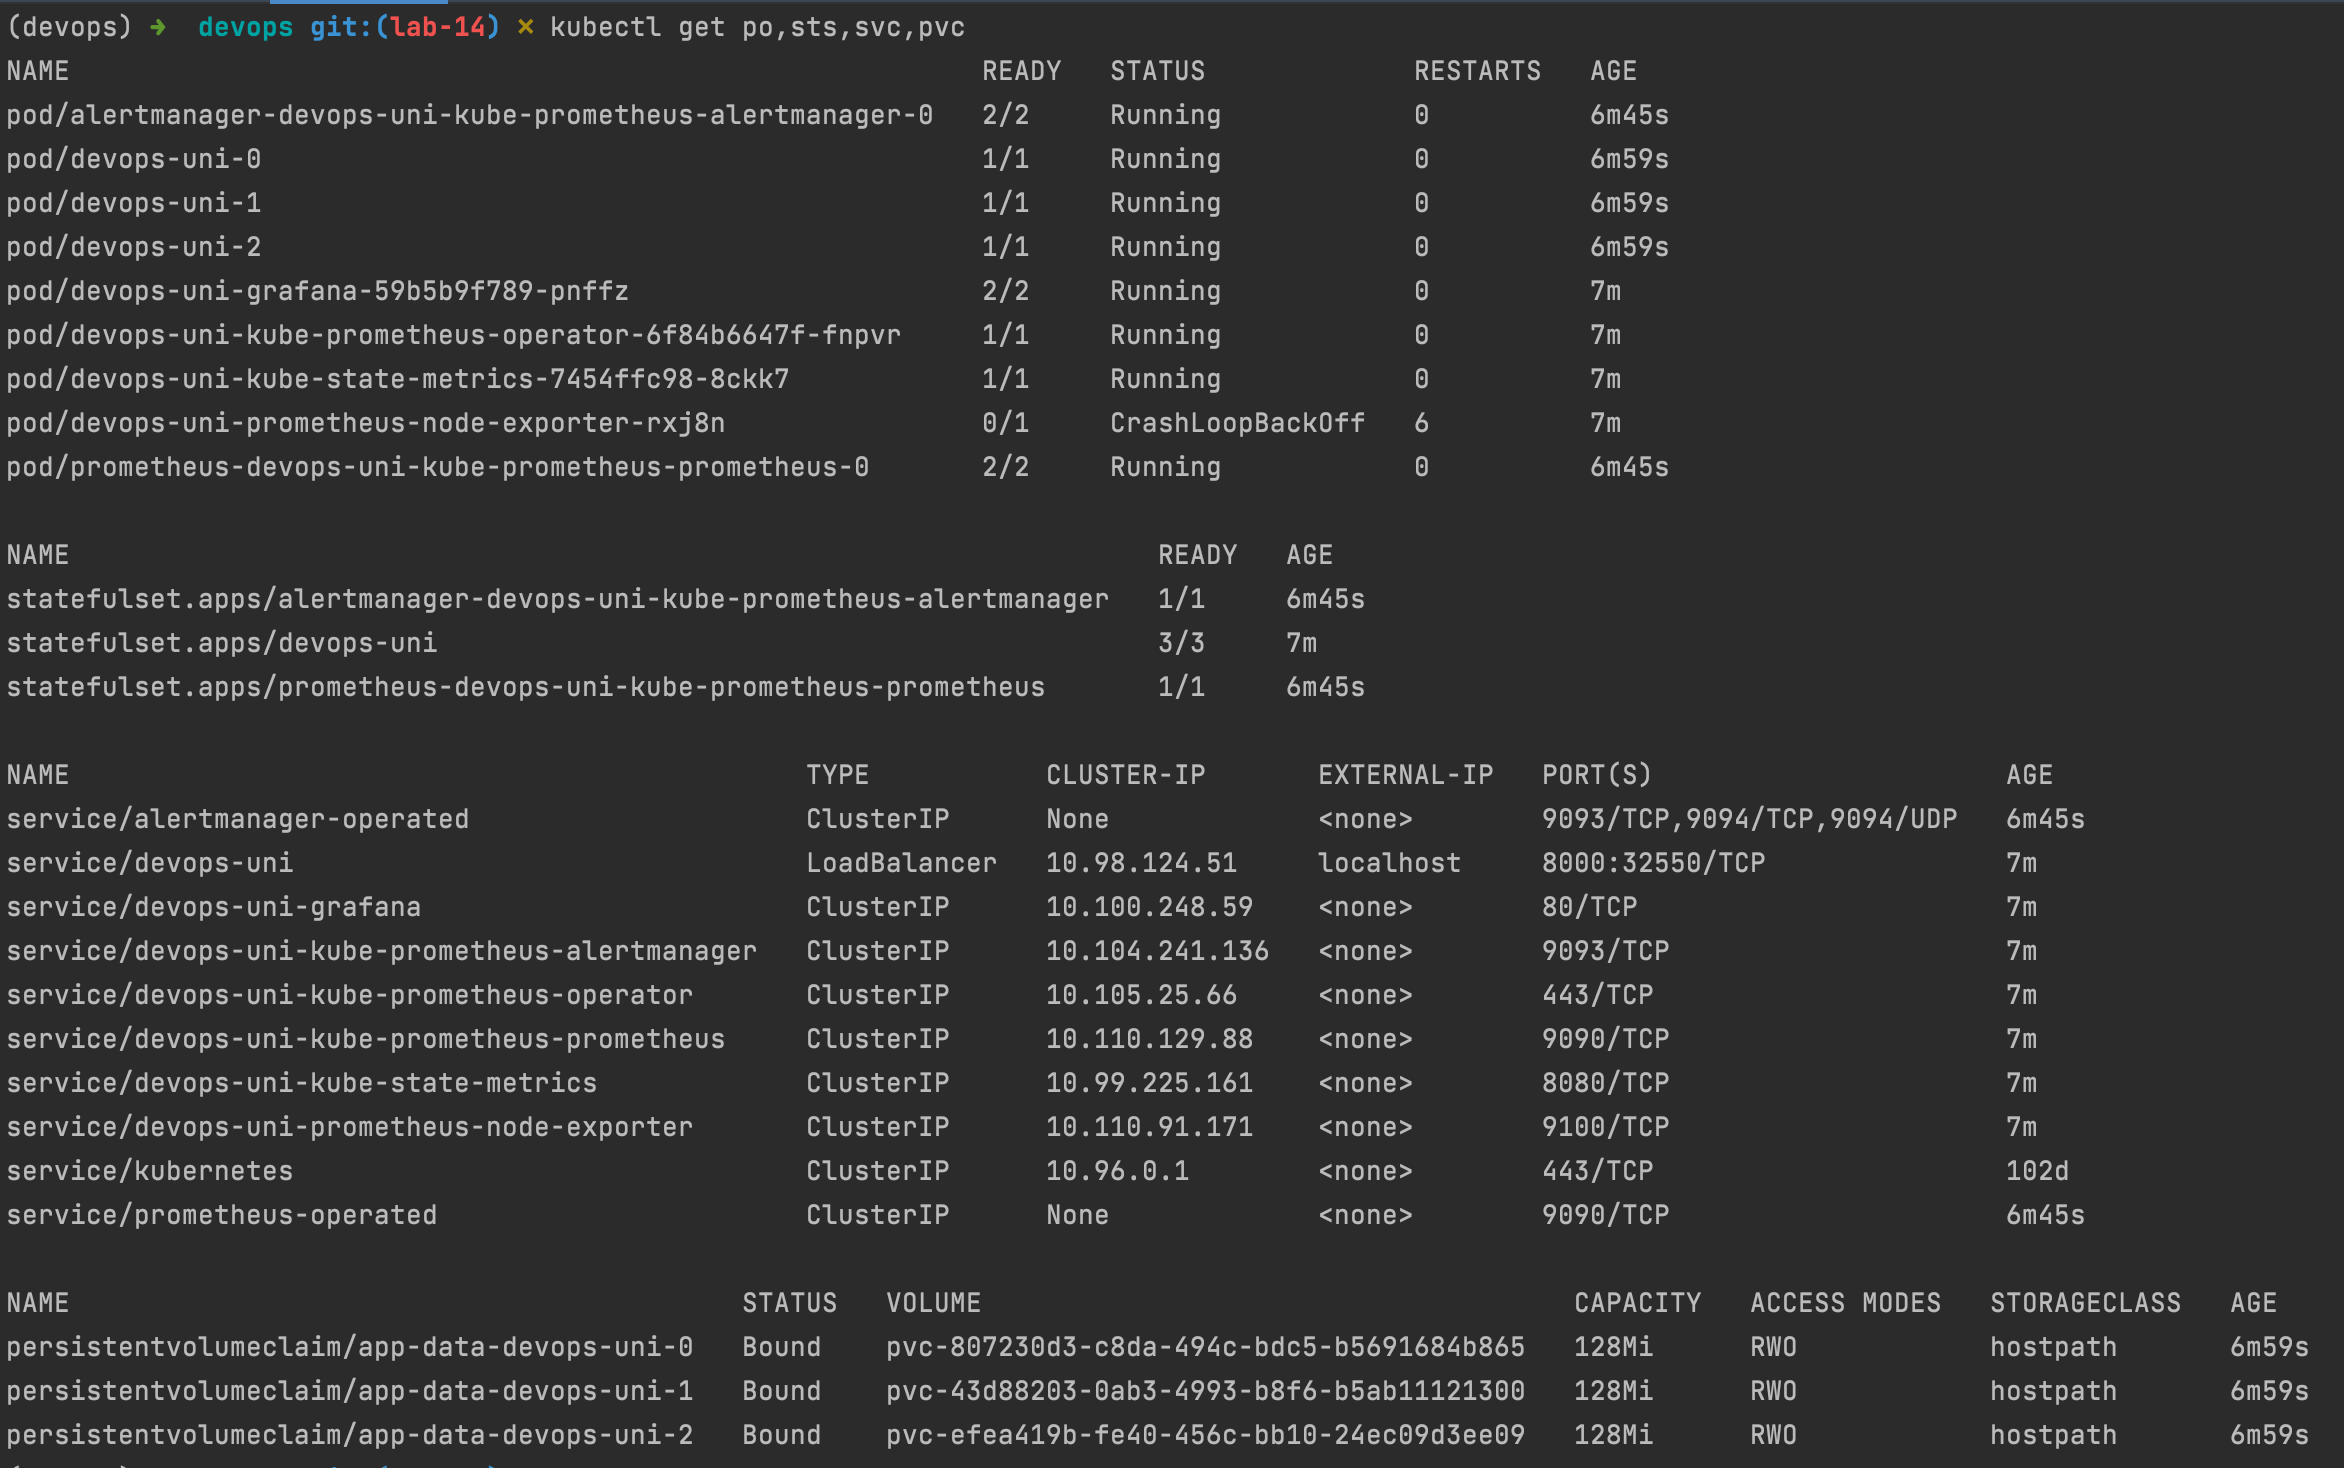 (devops) ➜  devops git:(lab-14) ✗ kubectl get po,sts,svc,pvc
NAME READY STATUS RESTARTS AGE
pod/alertmanager-devops-uni-kube-prometheus-alertmanager-0 2/2 Running 0 6m45s
pod/devops-uni-0 1/1 Running 0 6m59s
pod/devops-uni-1 1/1 Running 0 6m59s
pod/devops-uni-2 1/1 Running 0 6m59s
pod/devops-uni-grafana-59b5b9f789-pnffz 2/2 Running 0 7m
pod/devops-uni-kube-prometheus-operator-6f84b6647f-fnpvr 1/1 Running 0 7m
pod/devops-uni-kube-state-metrics-7454ffc98-8ckk7 1/1 Running 0 7m
pod/devops-uni-prometheus-node-exporter-rxj8n 0/1 CrashLoopBackOff 6 7m
pod/prometheus-devops-uni-kube-prometheus-prometheus-0 2/2 Running 0 6m45s
NAME READY AGE
statefulset.apps/alertmanager-devops-uni-kube-prometheus-alertmanager 1/1 6m45s
statefulset.apps/devops-uni 3/3 7m
statefulset.apps/prometheus-devops-uni-kube-prometheus-prometheus 1/1 6m45s
NAME TYPE CLUSTER-IP EXTERNAL-IP PORT(S) AGE
service/alertmanager-operated ClusterIP None <none> 9093/TCP,9094/TCP,9094/UDP 6m45s
service/devops-uni LoadBalancer 10.98.124.51 localhost 8000:32550/TCP 7m
service/devops-uni-grafana ClusterIP 10.100.248.59 <none> 80/TCP 7m
service/devops-uni-kube-prometheus-alertmanager ClusterIP 10.104.241.136 <none> 9093/TCP 7m
service/devops-uni-kube-prometheus-operator ClusterIP 10.105.25.66 <none> 443/TCP 7m
service/devops-uni-kube-prometheus-prometheus ClusterIP 10.110.129.88 <none> 9090/TCP 7m
service/devops-uni-kube-state-metrics ClusterIP 10.99.225.161 <none> 8080/TCP 7m
service/devops-uni-prometheus-node-exporter ClusterIP 10.110.91.171 <none> 9100/TCP 7m
service/kubernetes ClusterIP 10.96.0.1 <none> 443/TCP 102d
service/prometheus-operated ClusterIP None <none> 9090/TCP 6m45s
NAME STATUS VOLUME CAPACITY ACCESS MODES STORAGECLASS AGE
persistentvolumeclaim/app-data-devops-uni-0 Bound pvc-807230d3-c8da-494c-bdc5-b5691684b865 128Mi RWO hostpath 6m59s
persistentvolumeclaim/app-data-devops-uni-1 Bound pvc-43d88203-0ab3-4993-b8f6-b5ab11121300 128Mi RWO hostpath 6m59s
persistentvolumeclaim/app-data-devops-uni-2 Bound pvc-efea419b-fe40-456c-bb10-24ec09d3ee09 128Mi RWO hostpath 6m59s